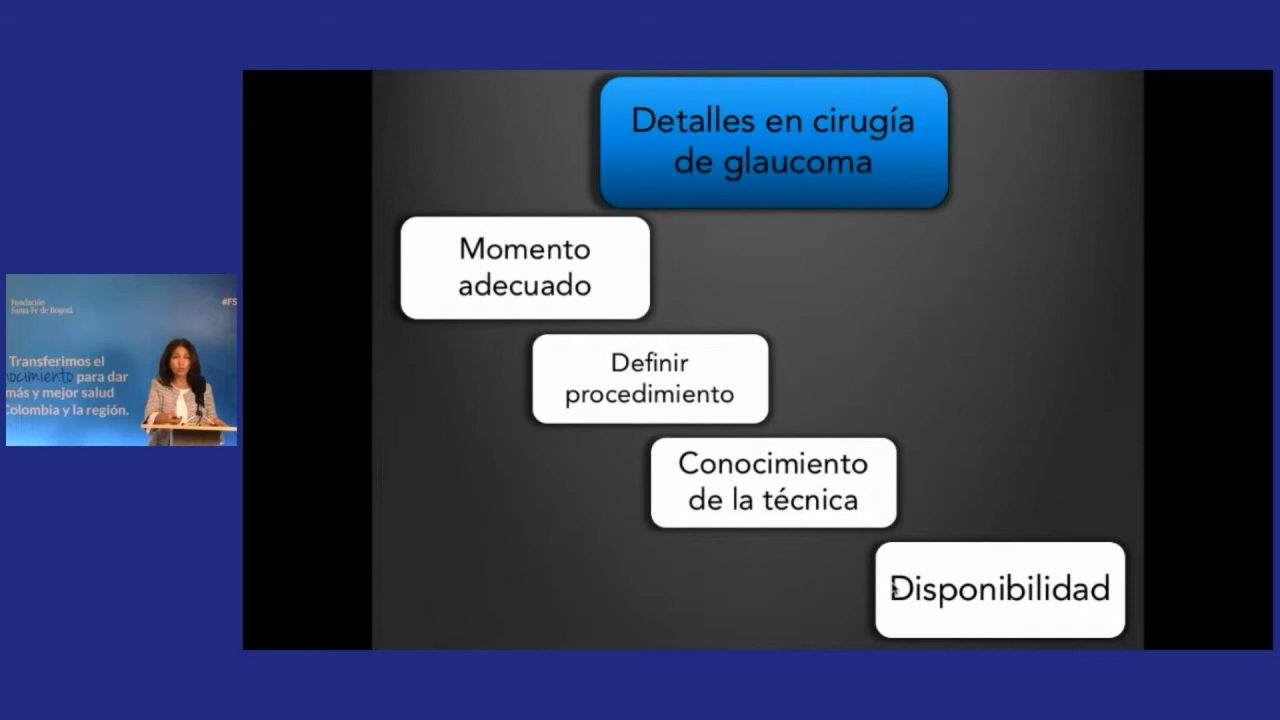 Detalles en cirugía
de glaucoma
Momento
adecuado
Definir
procedimiento
Conocimiento
de la técnica
Disponibilidad
Fundación
Santa Fe de Bogotá
#FS
Transferimos el
para dar
más y mejor salud
Colombia y la región.